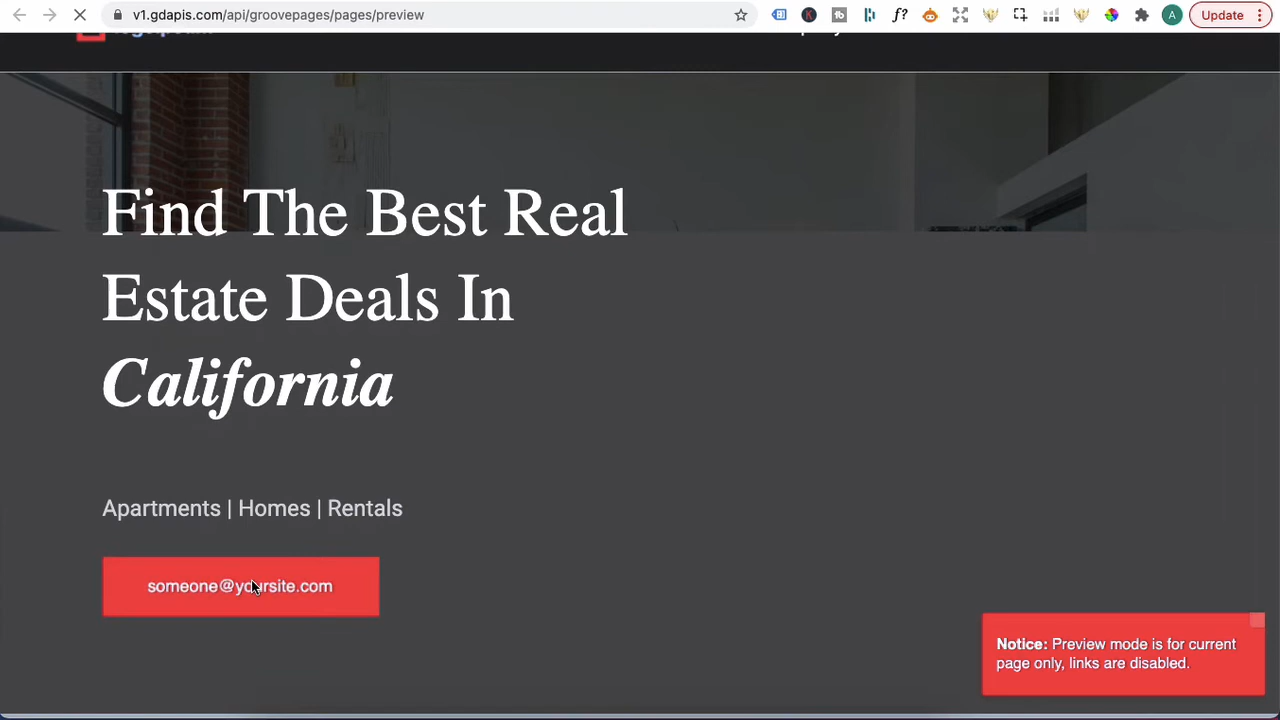 v1.gdapis.com/api/groovepages/pages/preview
A
Update
Find The Best Real
Estate Deals In
California
Apartments | Homes | Rentals
someone@yoursite.com
Notice: Preview mode is for current
page only, links are disabled.